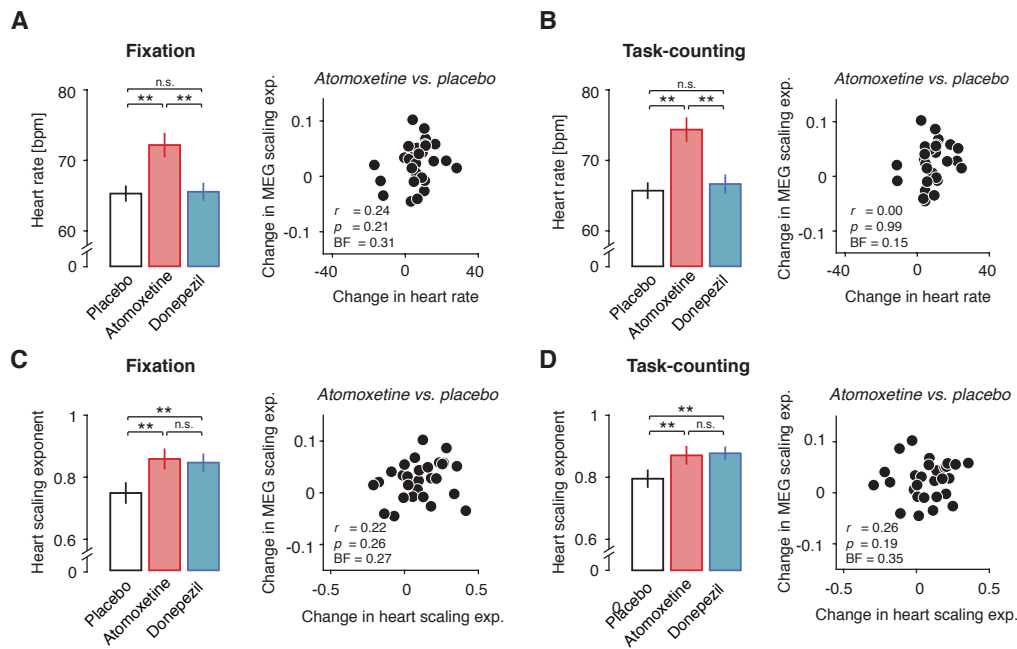 A
Fixation
Heart rate [bpm]
80
70
60
0
n.s.
** **
Placebo
Atomoxetine
Donepezil
Atomoxetine vs. placebo
Change in MEG scaling exp.
0.1
0
-0.1
r = 0.24
p = 0.21
BF = 0.31
-40 0 40
Change in heart rate
B
Task-counting
Heart rate [bpm]
80
70
60
0
n.s.
** **
Placebo
Atomoxetine
Donepezil
Atomoxetine vs. placebo
Change in MEG scaling exp.
0.1
0
-0.1
r = 0.00
p = 0.99
BF = 0.15
-40 0 40
Change in heart rate
C
Fixation
Heart scaling exponent
1
0.8
0.6
0
**
** n.s.
Placebo
Atomoxetine
Donepezil
Atomoxetine vs. placebo
Change in MEG scaling exp.
0.1
0
-0.1
r = 0.22
p = 0.26
BF = 0.27
-0.5 0 0.5
Change in heart scaling exp.
D
Task-counting
Heart scaling exponent
1
0.8
0.6
0
**
** n.s.
Placebo
Atomoxetine
Donepezil
Atomoxetine vs. placebo
Change in MEG scaling exp.
0.1
0
-0.1
r = 0.26
p = 0.19
BF = 0.35
-0.5 0 0.5
Change in heart scaling exp.